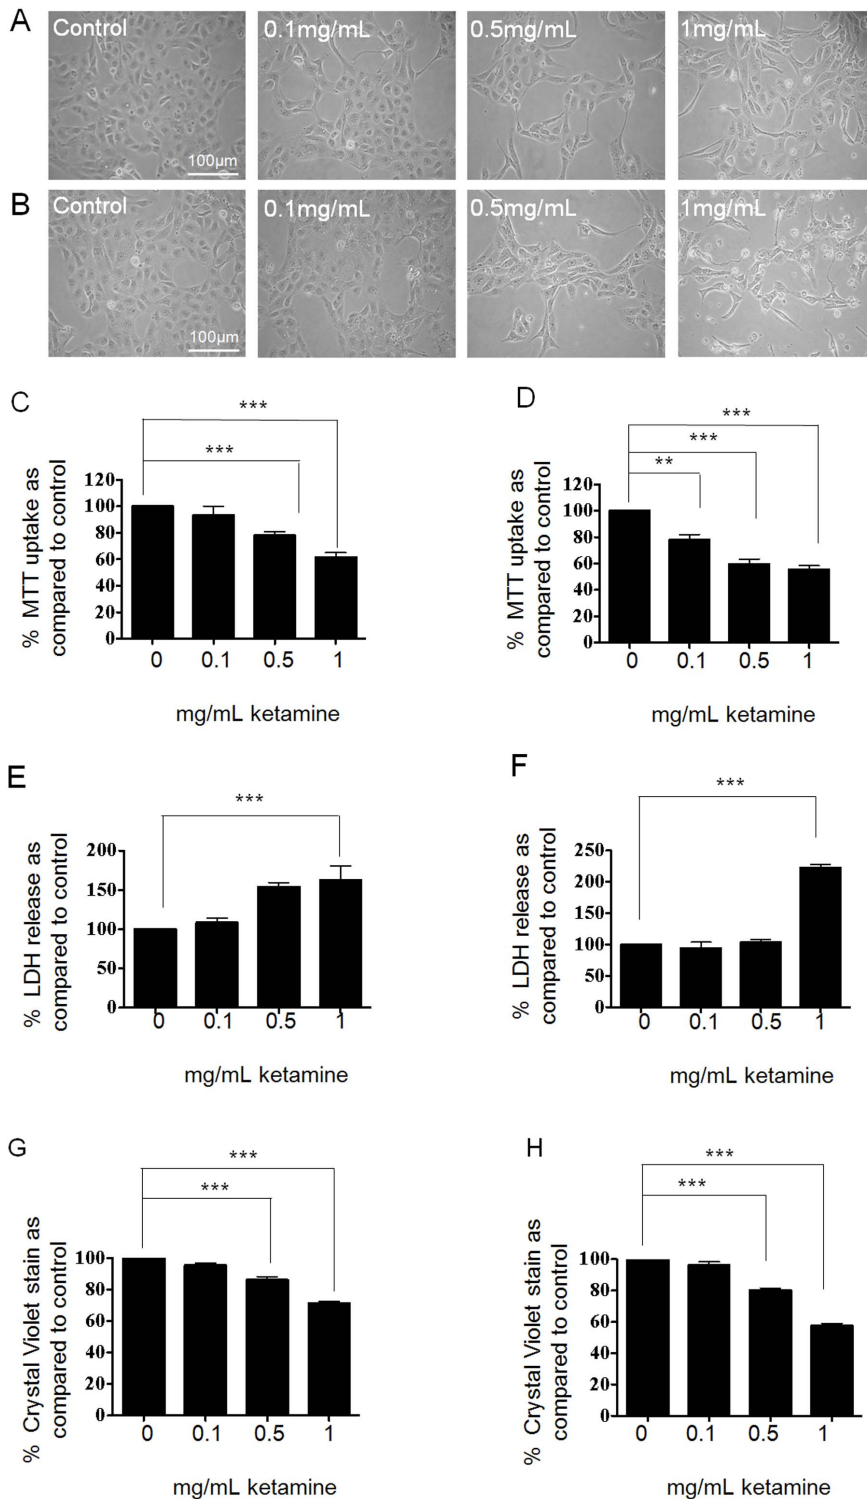 A
Control
0.1mg/mL
0.5mg/mL
1mg/mL
100µm
B
Control
0.1mg/mL
0.5mg/mL
1mg/mL
100µm
C
***
***
% MTT uptake as
compared to control
120
100
80
60
40
20
0
0 0.1 0.5 1
mg/mL ketamine
D
***
***
**
% MTT uptake as
compared to control
120
100
80
60
40
20
0
0 0.1 0.5 1
mg/mL ketamine
E
***
% LDH release as
compared to control
200
150
100
50
0
0 0.1 0.5 1
mg/mL ketamine
F
***
% LDH release as
compared to control
250
200
150
100
50
0
0 0.1 0.5 1
mg/mL ketamine
G
***
***
% Crystal Violet stain as
compared to control
100
80
60
40
20
0
0 0.1 0.5 1
mg/mL ketamine
H
***
***
% Crystal Violet stain as
compared to control
100
80
60
40
20
0
0 0.1 0.5 1
mg/mL ketamine